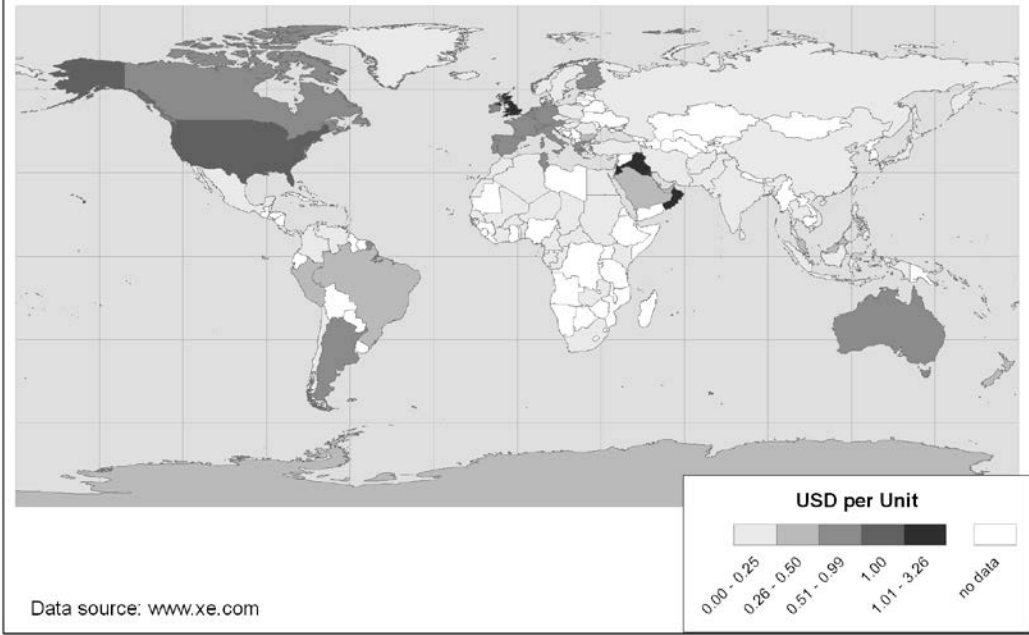 USD per Unit
0.00 - 0.25
0.26 - 0.50
0.51 - 0.99
1.00
1.01 - 3.26
no data
Data source: www.xe.com